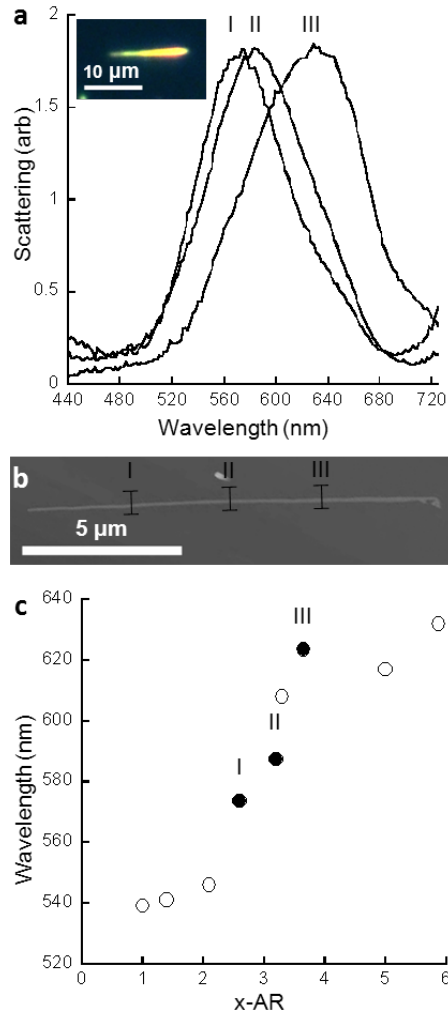 a
I II III
10 µm
2
1.5
1
0.5
0
Scattering (arb)
440 480 520 560 600 640 680 720
Wavelength (nm)
b
I II III
5 µm
c
640
620
600
580
560
540
520
Wavelength (nm)
III
II
I
0 1 2 3 4 5 6
x-AR